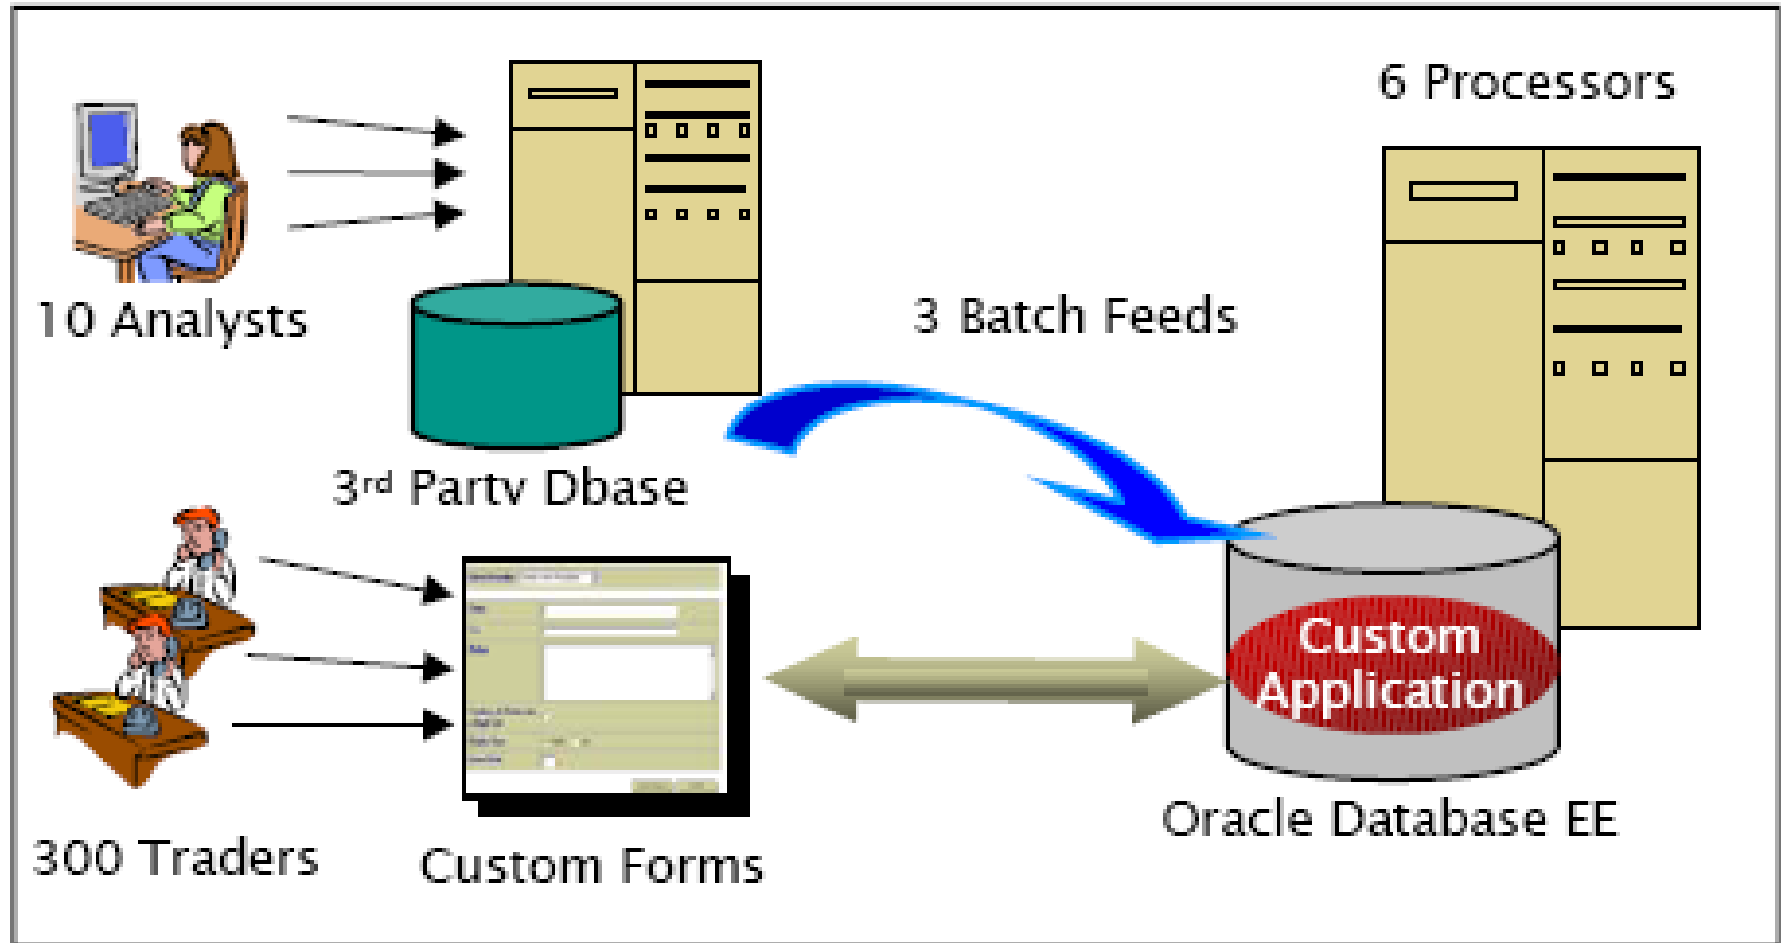 6 Processors
10 Analysts
3 Batch Feeds
3rd Party Dbase
Custom
Application
Oracle Database EE
300 Traders
Custom Forms